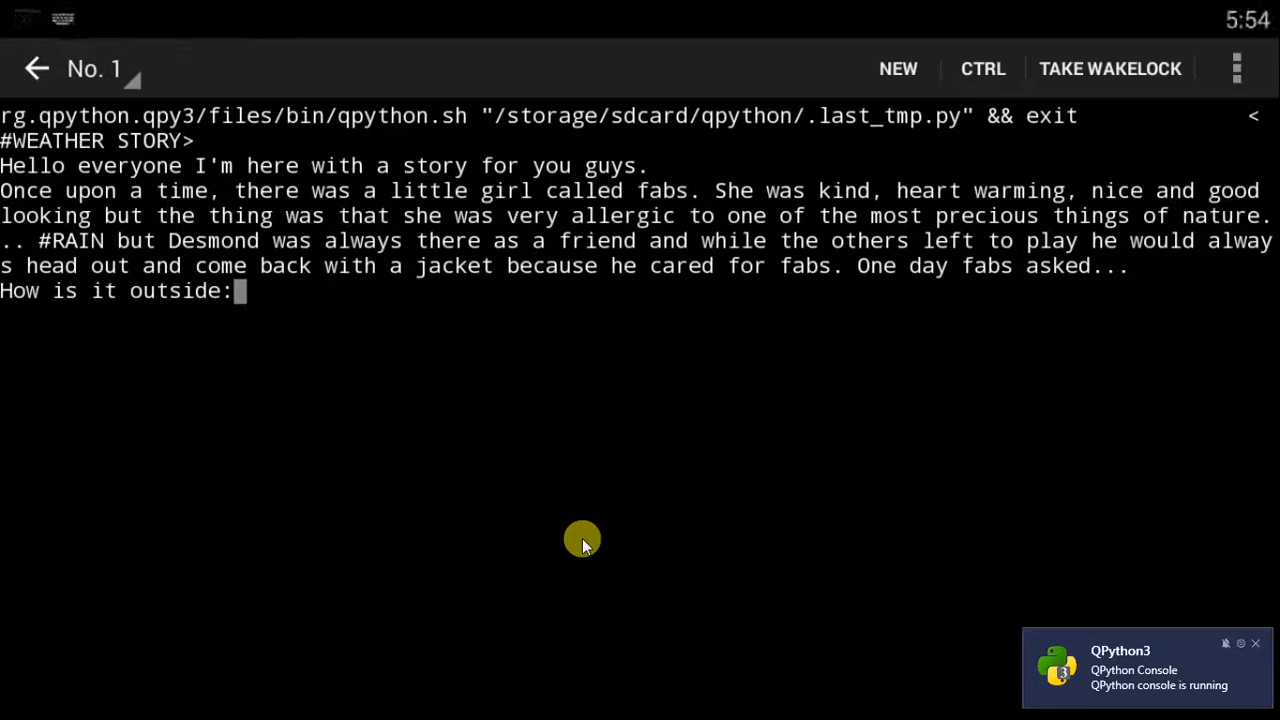 5:54
No. 1 NEW CTRL TAKE WAKELOCK
rg.qpython.qpy3/files/bin/qpython.sh "/storage/sdcard/qpython/.last_tmp.py" && exit <
#WEATHER STORY>
Hello everyone I'm here with a story for you guys.
Once upon a time, there was a little girl called fabs. She was kind, heart warming, nice and good
looking but the thing was that she was very allergic to one of the most precious things of nature.
.. #RAIN but Desmond was always there as a friend and while the others left to play he would alway
s head out and come back with a jacket because he cared for fabs. One day fabs asked...
How is it outside:
QPython3
QPython Console
3
QPython console is running